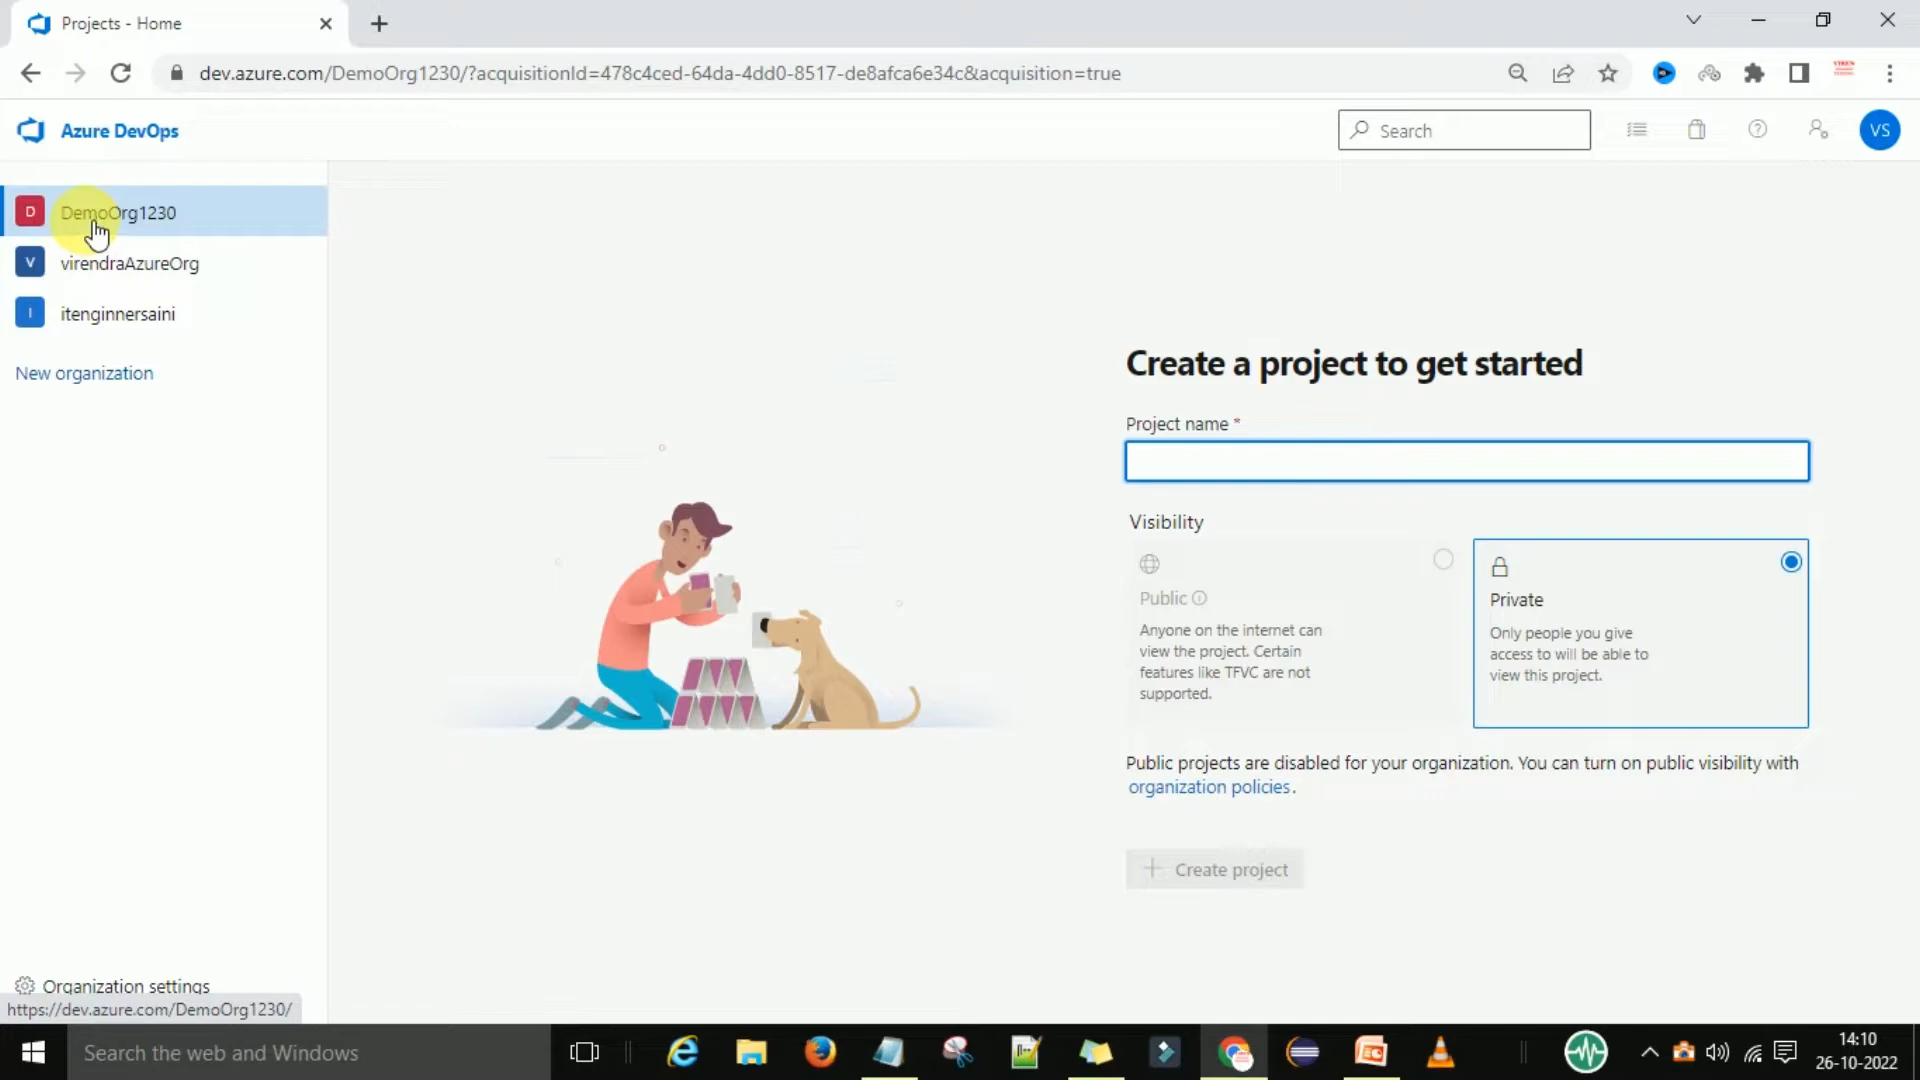 Projects - Home
dev.azure.com/DemoOrg1230/?acquisitionId=478c4ced-64da-4dd0-8517-de8afca6e34c&acquisition=true
Azure DevOps
Search
VS
D DemoOrg1230
V virendraAzureOrg
I itenginnersaini
New organization
Create a project to get started
Project name *
Visibility
Public
Anyone on the internet can
view the project. Certain
features like TFVC are not
supported.
Private
Only people you give
access to will be able to
view this project.
Public projects are disabled for your organization. You can turn on public visibility with
organization policies.
+ Create project
Organization settings
https://dev.azure.com/DemoOrg1230/
Search the web and Windows
14:10
26-10-2022